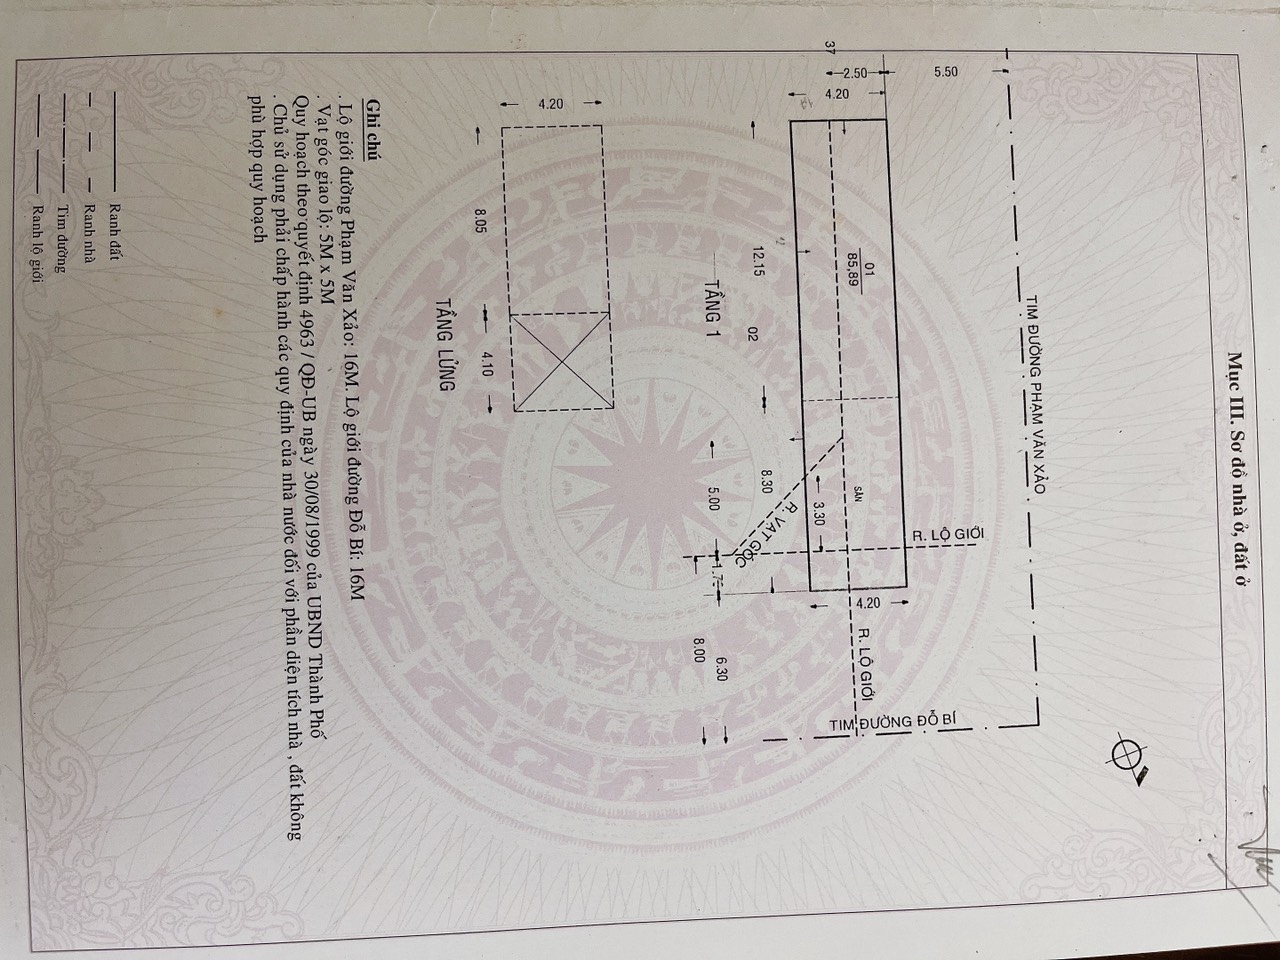 Mục III. Sơ đồ nhà ở, đất ở
TIM ĐƯỜNG PHẠM VĂN XẢO
5.50
2.50
4.20
37
01
85,89
SÂN
R. LỘ GIỚI
4.20
R. LỘ GIỚI
TIM ĐƯỜNG ĐỖ BÍ
12.15
02
8.30
3.30
R. VẠT GÓC
TẦNG 1
5.00
6.30
8.00
4.20
8.05
4.10
TẦNG LỬNG
Ghi chú
. Lộ giới đường Phạm Văn Xảo: 16M. Lộ giới đường Đỗ Bí: 16M
. Vạt góc giao lộ: 5M x 5M
Quy hoạch theo quyết định 4963 / QĐ-UB ngày 30/08/1999 của UBND Thành Phố
. Chủ sử dụng phải chấp hành các quy định của nhà nước đối với phần diện tích nhà , đất không
phù hợp quy hoạch
Ranh đất
Ranh nhà
Tim đường
Ranh lộ giới